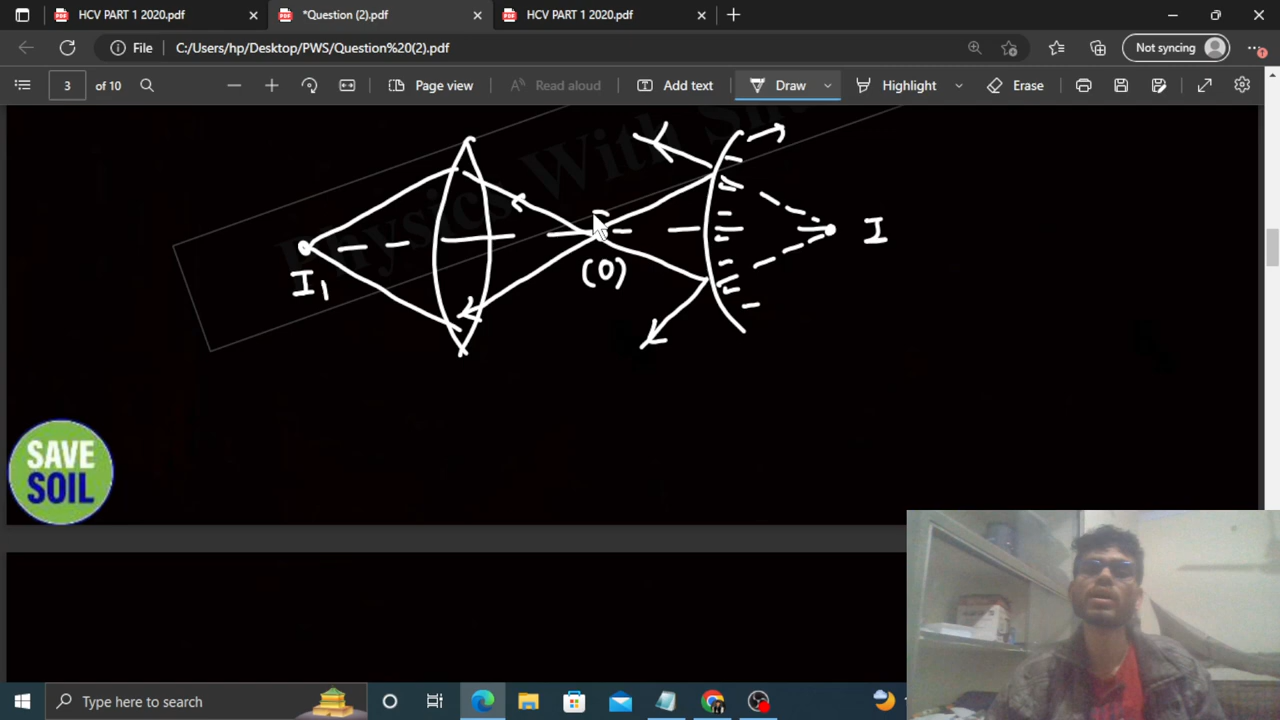 HCV PART 1 2020.pdf
*Question (2).pdf
HCV PART 1 2020.pdf
File
C:/Users/hp/Desktop/PWS/Question%20(2).pdf
Not syncing
3 of 10
Page view
Read aloud
Add text
Draw
Highlight
Erase
Physics With
I1
(O)
I
SAVE
SOIL
Type here to search